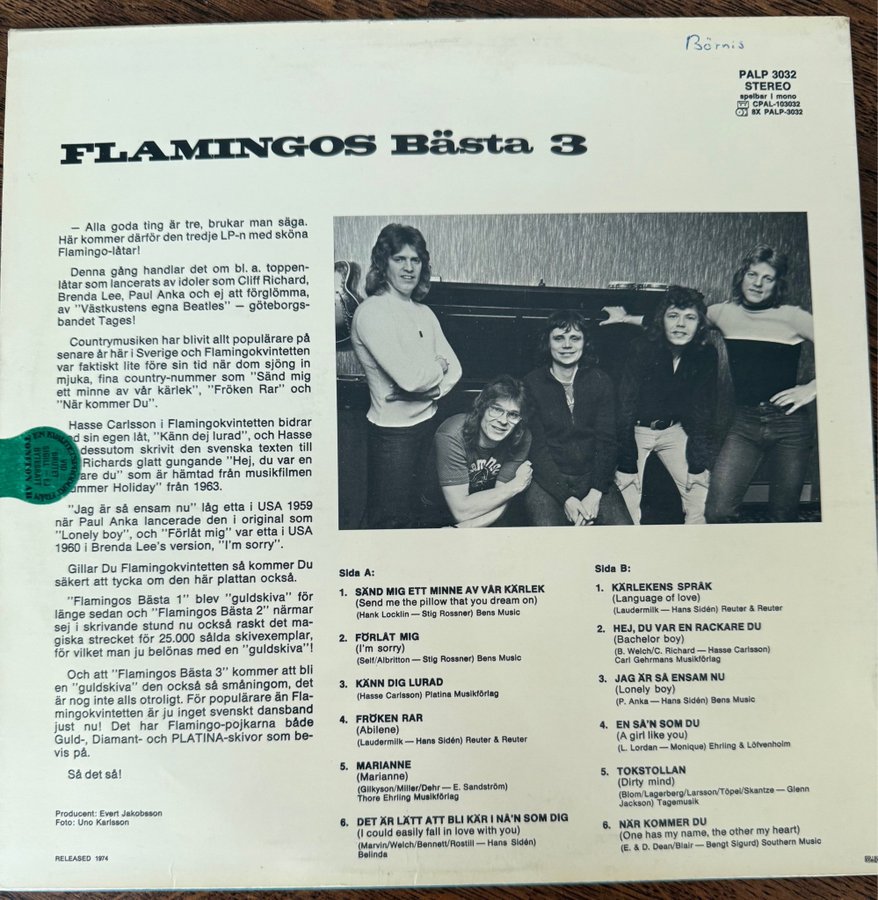 Börnis
PALP 3032
STEREO
spelbar i mono
CPAL-103032
8X PALP-3032
FLAMINGOS Bästa 3
— Alla goda ting är tre, brukar man säga.
Här kommer därför den tredje LP-n med sköna
Flamingo-låtar!
Denna gång handlar det om bl. a. toppen-
låtar som lancerats av idoler som Cliff Richard,
Brenda Lee, Paul Anka och ej att förglömma,
av "Västkustens egna Beatles" — göteborgs-
bandet Tages!
Countrymusiken har blivit allt populärare på
senare år här i Sverige och Flamingokvintetten
var faktiskt lite före sin tid när dom sjöng in
mjuka, fina country-nummer som "Sänd mig
ett minne av vår kärlek", "Fröken Rar" och
"När kommer Du".
Hasse Carlsson i Flamingokvintetten bidrar
d sin egen låt, "Känn dej lurad", och Hasse
dessutom skrivit den svenska texten till
Richards glatt gungande "Hej, du var en
are du" som är hämtad från musikfilmen
ummer Holiday" från 1963.
"Jag är så ensam nu" låg etta i USA 1959
när Paul Anka lancerade den i original som
"Lonely boy", och "Förlåt mig" var etta i USA
1960 i Brenda Lee's version, "I'm sorry".
Gillar Du Flamingokvintetten så kommer Du
säkert att tycka om den här plattan också.
"Flamingos Bästa 1" blev "guldskiva" för
länge sedan och "Flamingos Bästa 2" närmar
sej i skrivande stund nu också raskt det ma-
giska strecket för 25.000 sålda skivexemplar,
för vilket man ju belönas med en "guldskiva"!
Och att "Flamingos Bästa 3" kommer att bli
en "guldskiva" den också så småningom, det
är nog inte alls otroligt. För populärare än Fla-
mingokvintetten är ju inget svenskt dansband
just nu! Det har Flamingo-pojkarna både
Guld-, Diamant- och PLATINA-skivor som be-
vis på.
Så det så!
Producent: Evert Jakobsson
Foto: Uno Karlsson
RELEASED 1974
Sida A:
1. SÄND MIG ETT MINNE AV VÅR KÄRLEK
(Send me the pillow that you dream on)
(Hank Locklin — Stig Rossner) Bens Music
2. FÖRLÅT MIG
(I'm sorry)
(Self/Albritton — Stig Rossner) Bens Music
3. KÄNN DIG LURAD
(Hasse Carlsson) Platina Musikförlag
4. FRÖKEN RAR
(Abilene)
(Laudermilk — Hans Sidén) Reuter & Reuter
5. MARIANNE
(Marianne)
(Gilkyson/Miller/Dehr — E. Sandström)
Thore Ehrling Musikförlag
6. DET ÄR LÄTT ATT BLI KÄR I NÅ'N SOM DIG
(I could easily fall in love with you)
(Marvin/Welch/Bennett/Rostill — Hans Sidén)
Belinda
Sida B:
1. KÄRLEKENS SPRÅK
(Language of love)
(Laudermilk — Hans Sidén) Reuter & Reuter
2. HEJ, DU VAR EN RACKARE DU
(Bachelor boy)
(B. Welch/C. Richard — Hasse Carlsson)
Carl Gehrmans Musikförlag
3. JAG ÄR SÅ ENSAM NU
(Lonely boy)
(P. Anka — Hans Sidén) Bens Music
4. EN SÅ'N SOM DU
(A girl like you)
(L. Lordan — Monique) Ehrling & Löfvenholm
5. TOKSTOLLAN
(Dirty mind)
(Blom/Lagerberg/Larsson/Töpel/Skantze — Glenn
Jackson) Tagemusik
6. NÄR KOMMER DU
(One has my name, the other my heart)
(E. & D. Dean/Blair — Bengt Sigurd) Southern Music